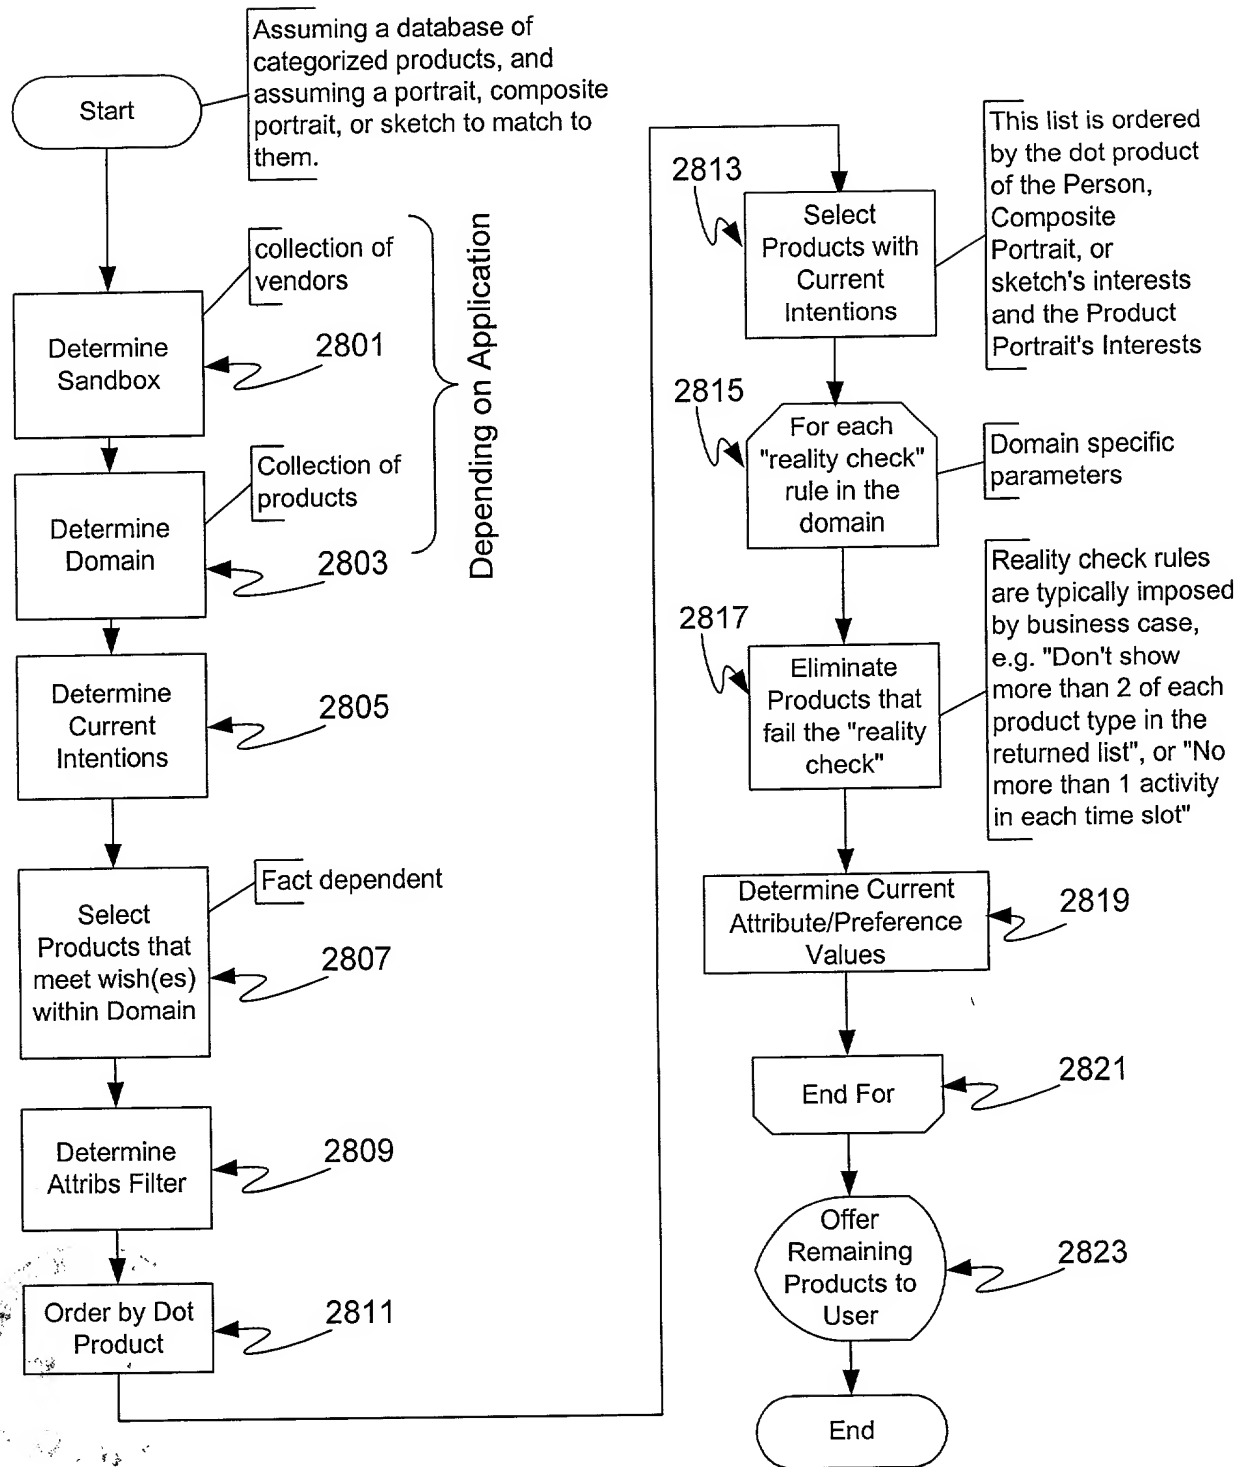 Assuming a database of
categorized products, and
assuming a portrait, composite
portrait, or sketch to match to
them.
Start
collection of
vendors
Determine
Sandbox
2801
Depending on Application
Collection of
products
Determine
Domain
2803
Determine
Current
Intentions
2805
Fact dependent
Select
Products that
meet wish(es)
within Domain
2807
Determine
Attribs Filter
2809
Order by Dot
Product
2811
2813
Select
Products with
Current
Intentions
This list is ordered
by the dot product
of the Person,
Composite
Portrait, or
sketch's interests
and the Product
Portrait's Interests
2815
For each
"reality check"
rule in the
domain
Domain specific
parameters
2817
Eliminate
Products that
fail the "reality
check"
Reality check rules
are typically imposed
by business case,
e.g. "Don't show
more than 2 of each
product type in the
returned list", or "No
more than 1 activity
in each time slot"
Determine Current
Attribute/Preference
Values
2819
End For
2821
Offer
Remaining
Products to
User
2823
End